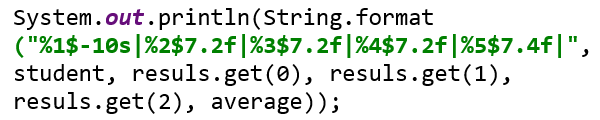 System.out.println(String.format
("%1$-10s|%2$7.2f|%3$7.2f|%4$7.2f|%5$7.4f|",
student, resuls.get(0), resuls.get(1),
resuls.get(2), average));